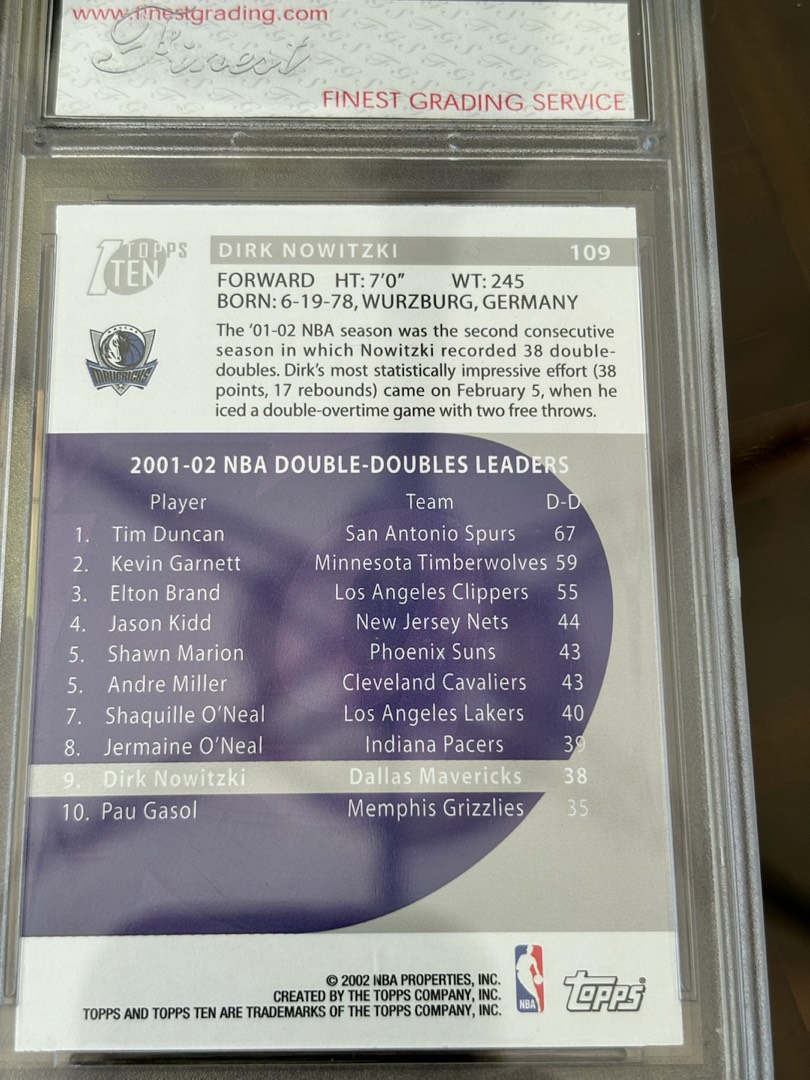 www.finestgrading.com
Finest
FINEST GRADING SERVICE
1 TOPPS
TEN
DIRK NOWITZKI 109
FORWARD HT: 7'0" WT: 245
BORN: 6-19-78, WURZBURG, GERMANY
MAVERICKS
The '01-02 NBA season was the second consecutive
season in which Nowitzki recorded 38 double-
doubles. Dirk's most statistically impressive effort (38
points, 17 rebounds) came on February 5, when he
iced a double-overtime game with two free throws.
2001-02 NBA DOUBLE-DOUBLES LEADERS
Player Team D-D
1. Tim Duncan San Antonio Spurs 67
2. Kevin Garnett Minnesota Timberwolves 59
3. Elton Brand Los Angeles Clippers 55
4. Jason Kidd New Jersey Nets 44
5. Shawn Marion Phoenix Suns 43
5. Andre Miller Cleveland Cavaliers 43
7. Shaquille O'Neal Los Angeles Lakers 40
8. Jermaine O'Neal Indiana Pacers 39
9. Dirk Nowitzki Dallas Mavericks 38
10. Pau Gasol Memphis Grizzlies 35
© 2002 NBA PROPERTIES, INC.
CREATED BY THE TOPPS COMPANY, INC.
TOPPS AND TOPPS TEN ARE TRADEMARKS OF THE TOPPS COMPANY, INC.
NBA
Topps®